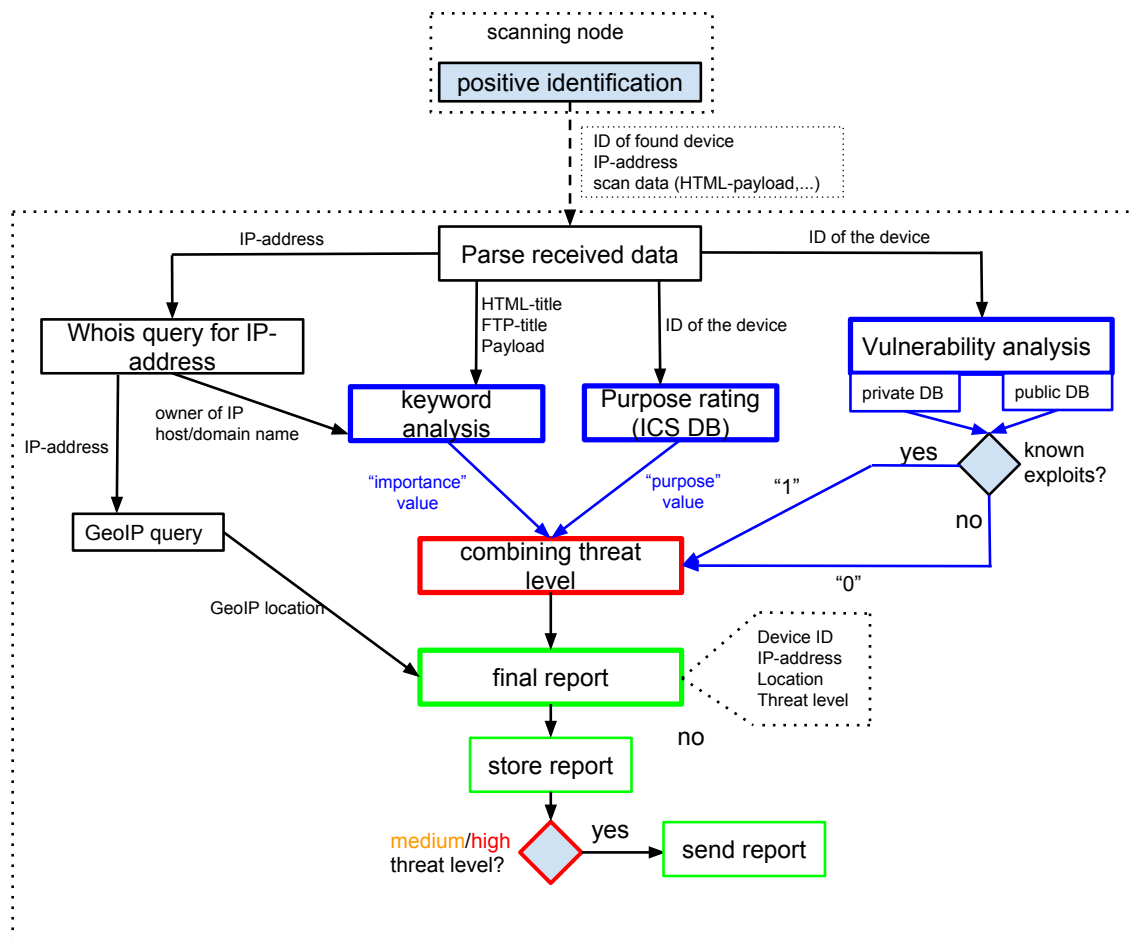 scanning node
positive identification
ID of found device
IP-address
scan data (HTML-payload,...)
IP-address
Parse received data
ID of the device
HTML-title
FTP-title
Payload
ID of the device
Whois query for IP-
address
Vulnerability analysis
private DB
public DB
owner of IP
host/domain name
keyword
analysis
Purpose rating
(ICS DB)
IP-address
yes
known
exploits?
“importance”
value
“purpose”
value
“1”
no
GeoIP query
combining threat
level
“0”
GeoIP location
Device ID
IP-address
Location
Threat level
final report
no
store report
medium/high
threat level?
yes
send report